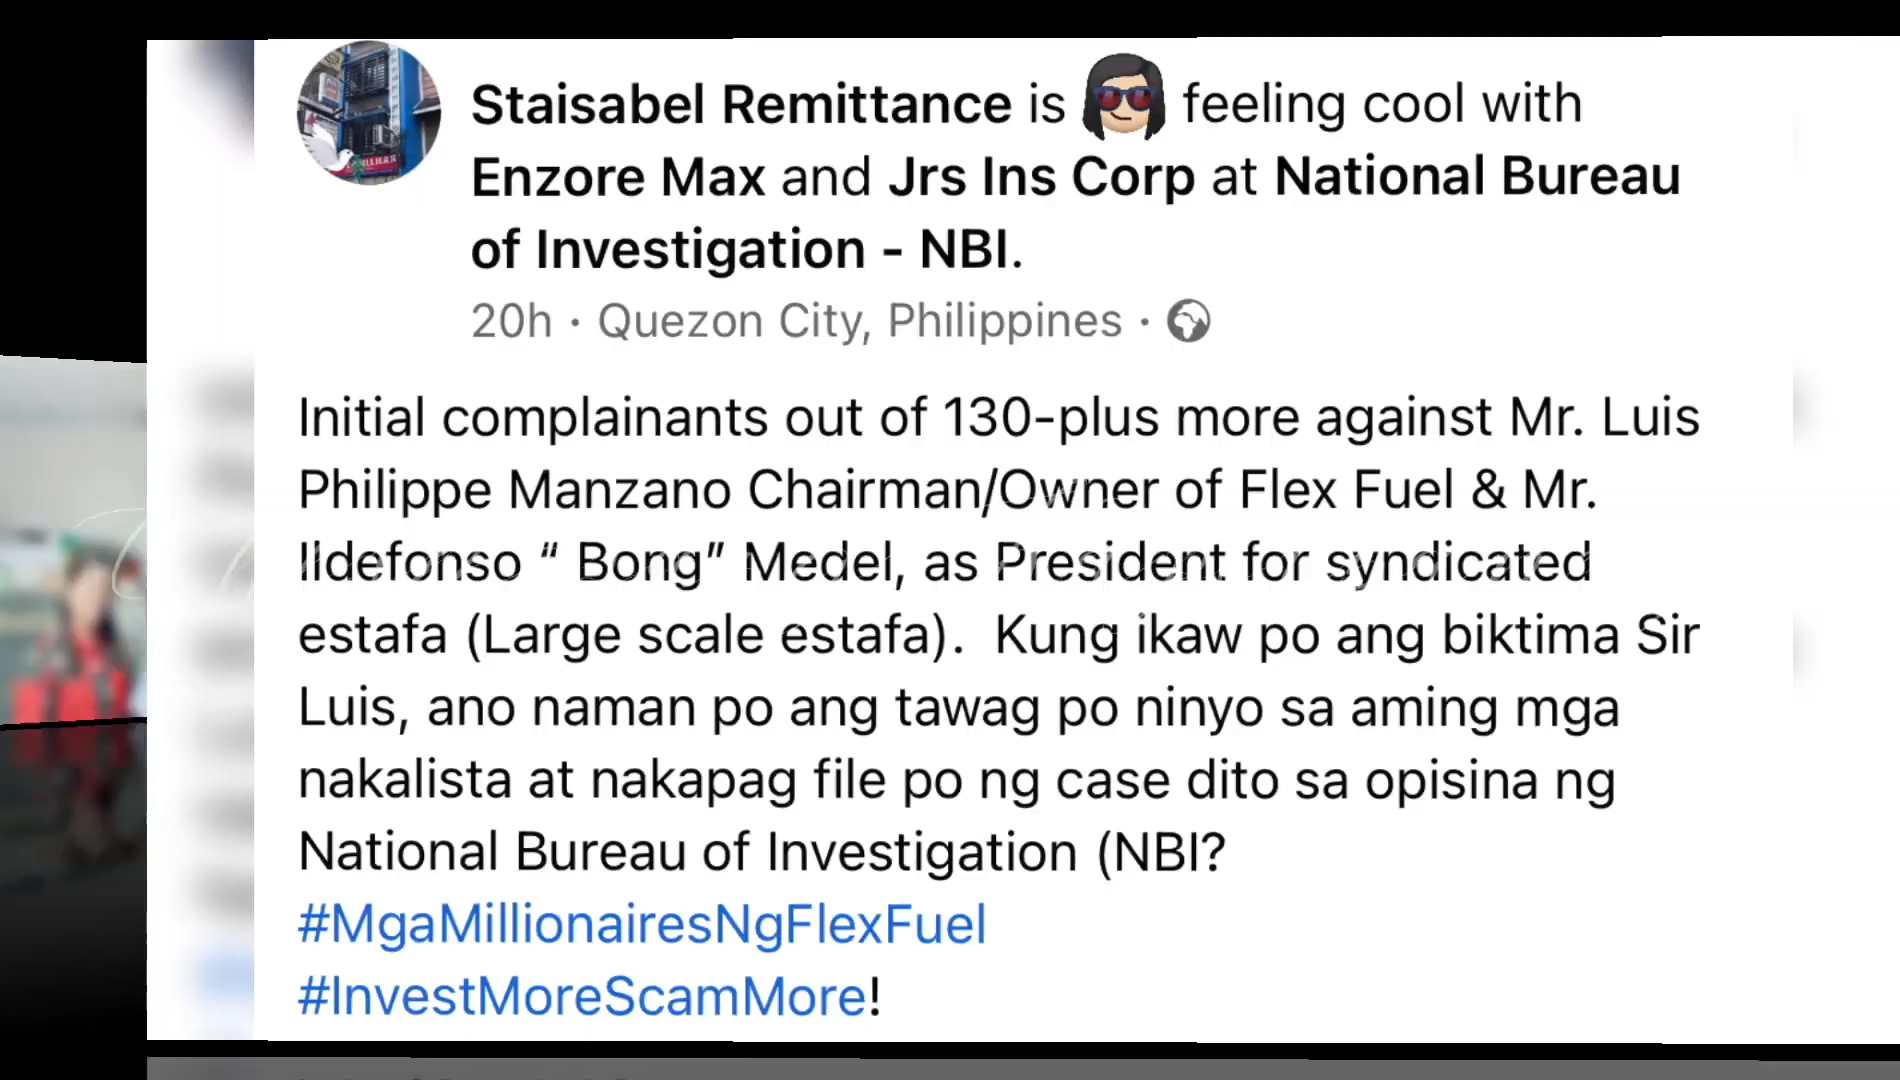 Staisabel Remittance is feeling cool with
Enzore Max and Jrs Ins Corp at National Bureau
of Investigation - NBI.
20h · Quezon City, Philippines ·
Initial complainants out of 130-plus more against Mr. Luis
Philippe Manzano Chairman/Owner of Flex Fuel & Mr.
Ildefonso “ Bong” Medel, as President for syndicated
estafa (Large scale estafa).  Kung ikaw po ang biktima Sir
Luis, ano naman po ang tawag po ninyo sa aming mga
nakalista at nakapag file po ng case dito sa opisina ng
National Bureau of Investigation (NBI?
#MgaMillionairesNgFlexFuel
#InvestMoreScamMore!